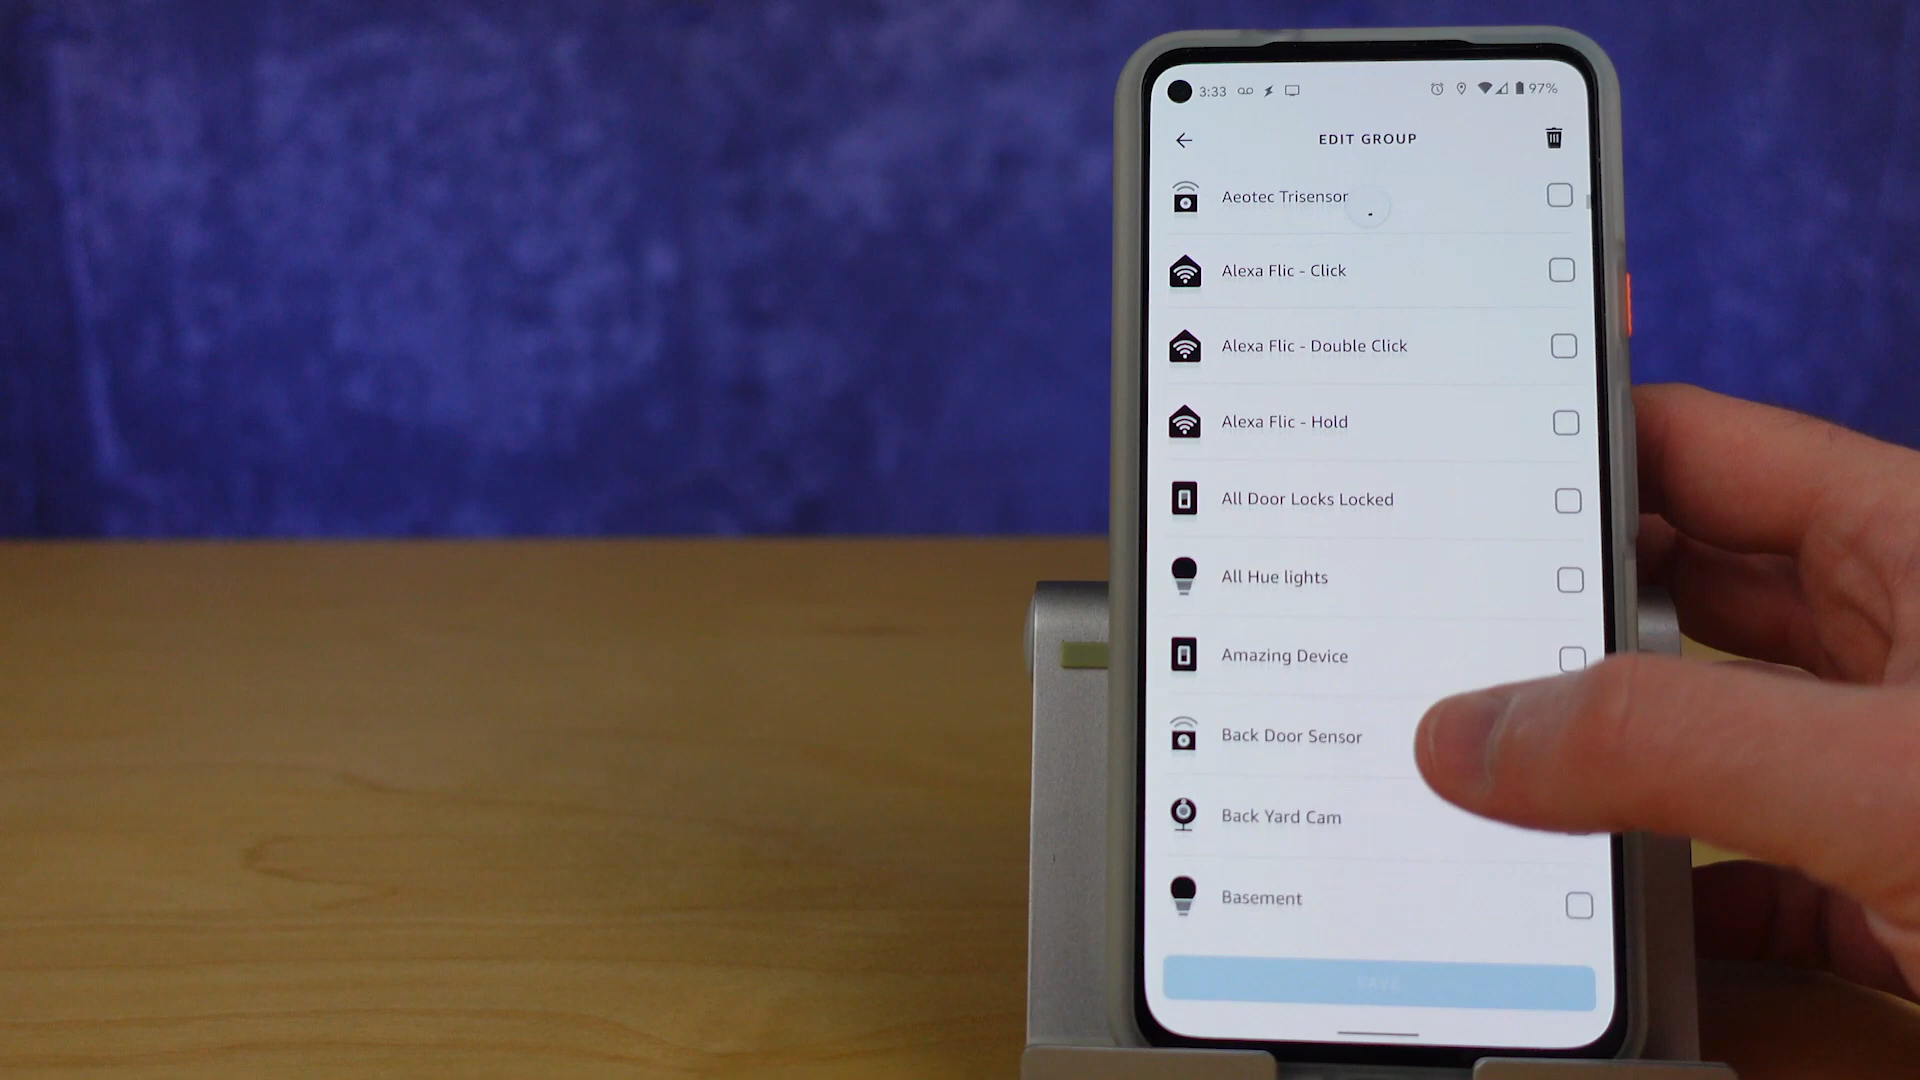 3:33 97%
EDIT GROUP
Aeotec Trisensor
Alexa Flic - Click
Alexa Flic - Double Click
Alexa Flic - Hold
All Door Locks Locked
All Hue lights
Amazing Device
Back Door Sensor
Back Yard Cam
Basement
SAVE